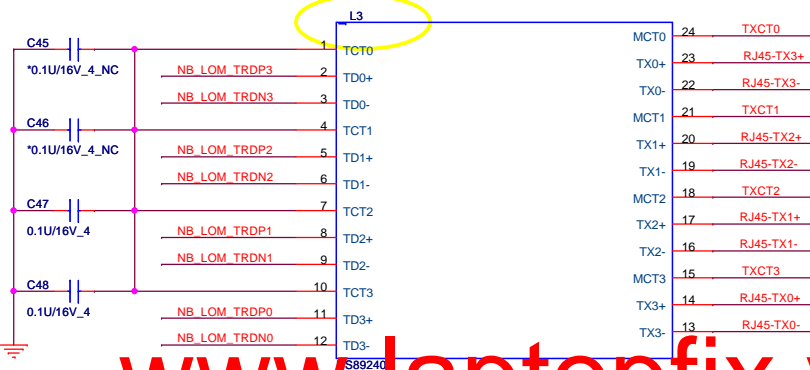 L3
C45
*0.1U/16V_4_NC
1 TCT0
NB_LOM_TRDP3 2 TD0+
NB_LOM_TRDN3 3 TD0-
C46
*0.1U/16V_4_NC
4 TCT1
NB_LOM_TRDP2 5 TD1+
NB_LOM_TRDN2 6 TD1-
C47
0.1U/16V_4
7 TCT2
NB_LOM_TRDP1 8 TD2+
NB_LOM_TRDN1 9 TD2-
C48
0.1U/16V_4
10 TCT3
NB_LOM_TRDP0 11 TD3+
NB_LOM_TRDN0 12 TD3-
MCT0 24 TXCT0
TX0+ 23 RJ45-TX3+
TX0- 22 RJ45-TX3-
MCT1 21 TXCT1
TX1+ 20 RJ45-TX2+
TX1- 19 RJ45-TX2-
MCT2 18 TXCT2
TX2+ 17 RJ45-TX1+
TX2- 16 RJ45-TX1-
MCT3 15 TXCT3
TX3+ 14 RJ45-TX0+
TX3- 13 RJ45-TX0-
S89240
www.laptopfix.